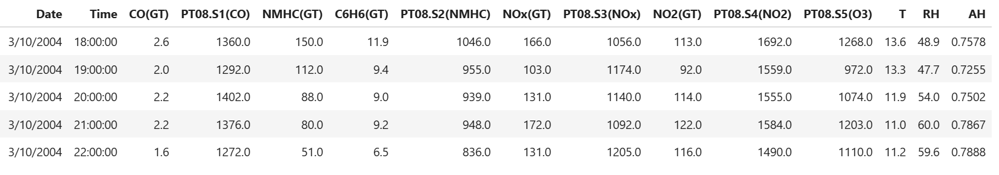 Date Time CO(GT) PT08.S1(CO) NMHC(GT) C6H6(GT) PT08.S2(NMHC) NOx(GT) PT08.S3(NOx) NO2(GT) PT08.S4(NO2) PT08.S5(O3) T RH AH
3/10/2004 18:00:00 2.6 1360.0 150.0 11.9 1046.0 166.0 1056.0 113.0 1692.0 1268.0 13.6 48.9 0.7578
3/10/2004 19:00:00 2.0 1292.0 112.0 9.4 955.0 103.0 1174.0 92.0 1559.0 972.0 13.3 47.7 0.7255
3/10/2004 20:00:00 2.2 1402.0 88.0 9.0 939.0 131.0 1140.0 114.0 1555.0 1074.0 11.9 54.0 0.7502
3/10/2004 21:00:00 2.2 1376.0 80.0 9.2 948.0 172.0 1092.0 122.0 1584.0 1203.0 11.0 60.0 0.7867
3/10/2004 22:00:00 1.6 1272.0 51.0 6.5 836.0 131.0 1205.0 116.0 1490.0 1110.0 11.2 59.6 0.7888